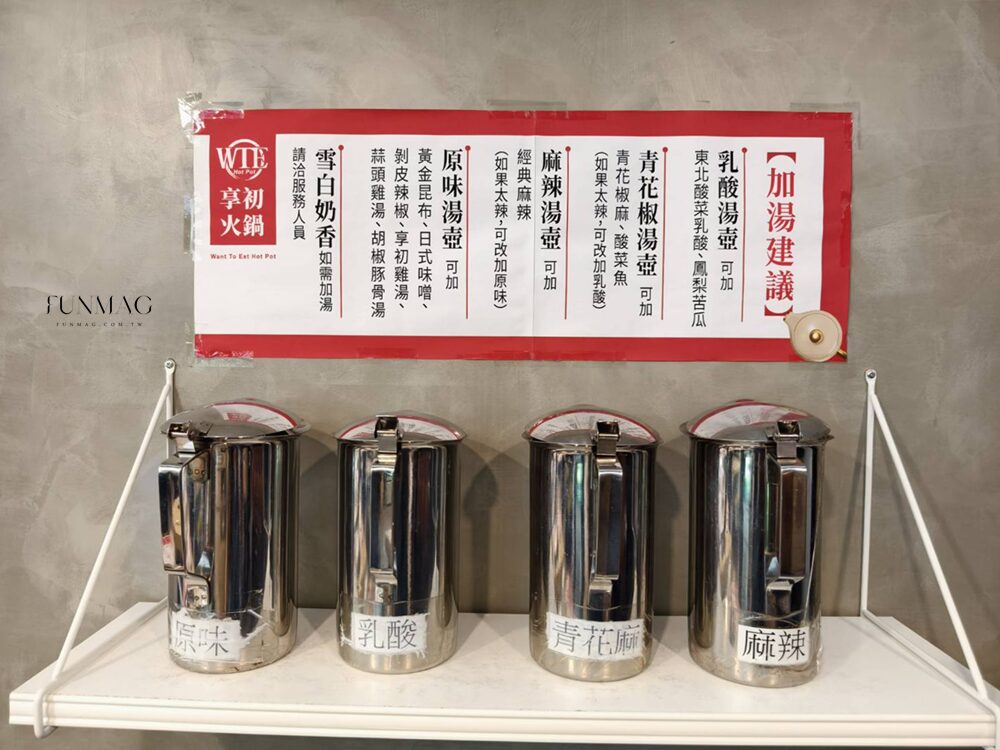 【加湯建議】
乳酸湯壺 可加
東北酸菜乳酸、鳳梨苦瓜
青花椒湯壺 可加
青花椒麻、酸菜魚
(如果太辣，可改加乳酸)
麻辣湯壺 可加
經典麻辣
(如果太辣，可改加原味)
原味湯壺 可加
黃金昆布、日式味噌、
剝皮辣椒、享初雞湯、
蒜頭雞湯、胡椒豚骨湯
雪白奶香 如需加湯
請洽服務人員
WTE
Hot Pot
享初
火鍋
Want To Eat Hot Pot
FUNMAG
FUNMAG.COM.TW
原味
乳酸
青花麻
麻辣